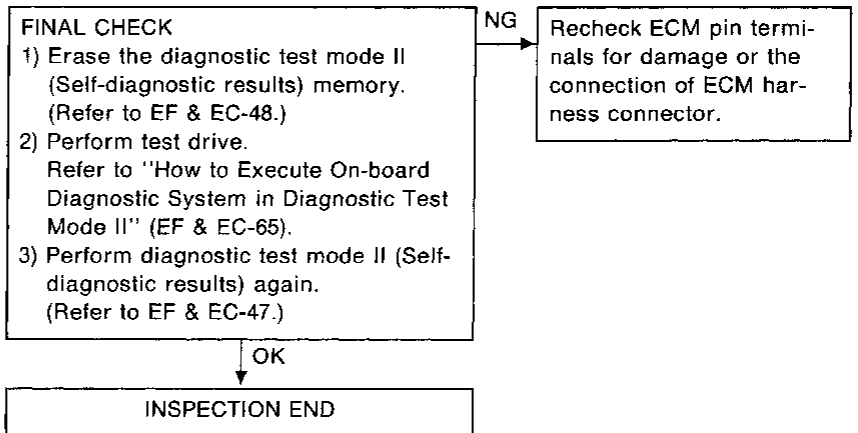 FINAL CHECK
1) Erase the diagnostic test mode II
(Self-diagnostic results) memory.
(Refer to EF & EC-48.)
2) Perform test drive.
Refer to "How to Execute On-board
Diagnostic System in Diagnostic Test
Mode II" (EF & EC-65).
3) Perform diagnostic test mode II (Self-
diagnostic results) again.
(Refer to EF & EC-47.)
NG
Recheck ECM pin termi-
nals for damage or the
connection of ECM har-
ness connector.
OK
INSPECTION END